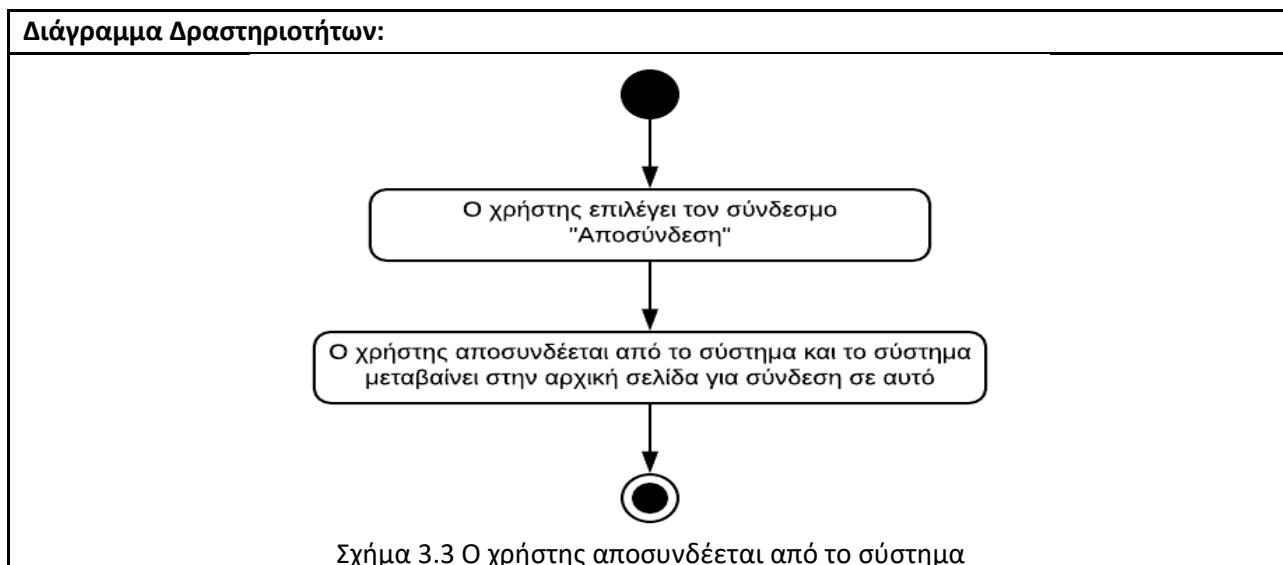 Διάγραμμα Δραστηριοτήτων:
Ο χρήστης επιλέγει τον σύνδεσμο
"Αποσύνδεση"
Ο χρήστης αποσυνδέεται από το σύστημα και το σύστημα
μεταβαίνει στην αρχική σελίδα για σύνδεση σε αυτό
Σχήμα 3.3 Ο χρήστης αποσυνδέεται από το σύστημα